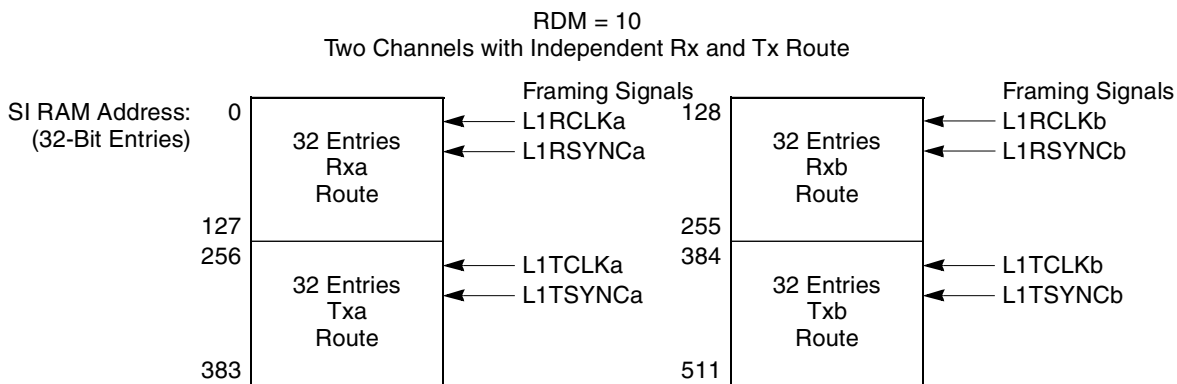 RDM = 10
Two Channels with Independent Rx and Tx Route
SI RAM Address:
(32-Bit Entries)
0
32 Entries
Rxa
Route
127
Framing Signals
L1RCLKa
L1RSYNCa
256
32 Entries
Txa
Route
383
L1TCLKa
L1TSYNCa
128
32 Entries
Rxb
Route
255
Framing Signals
L1RCLKb
L1RSYNCb
384
32 Entries
Txb
Route
511
L1TCLKb
L1TSYNCb